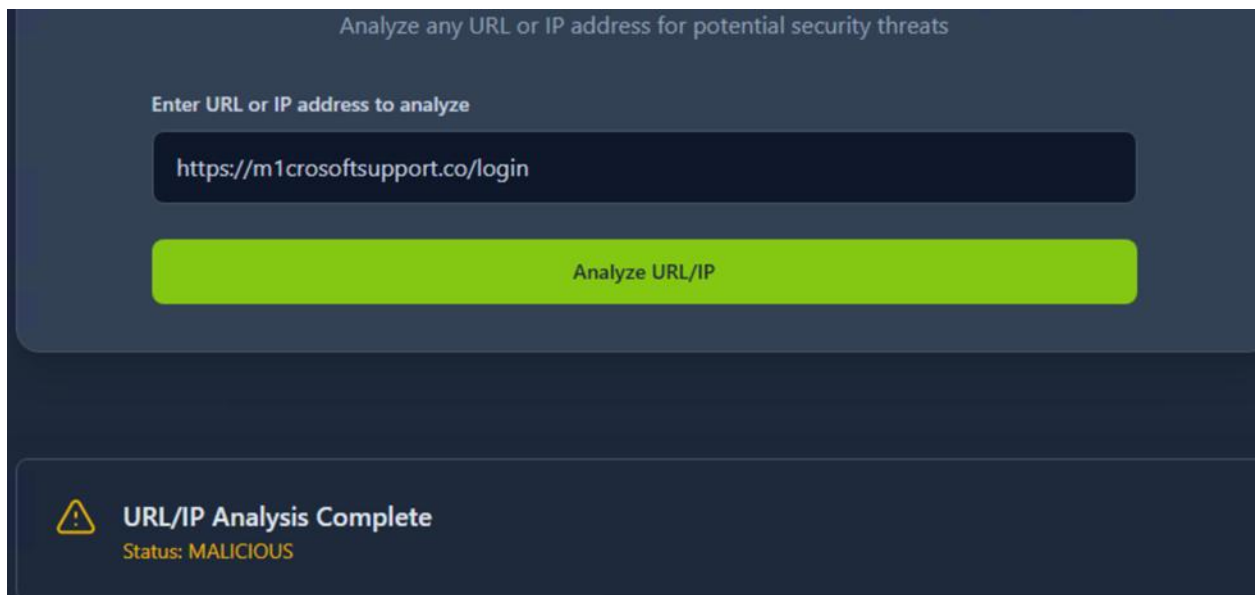 Analyze any URL or IP address for potential security threats
Enter URL or IP address to analyze
https://m1crosoftsupport.co/login
Analyze URL/IP
URL/IP Analysis Complete
Status: MALICIOUS